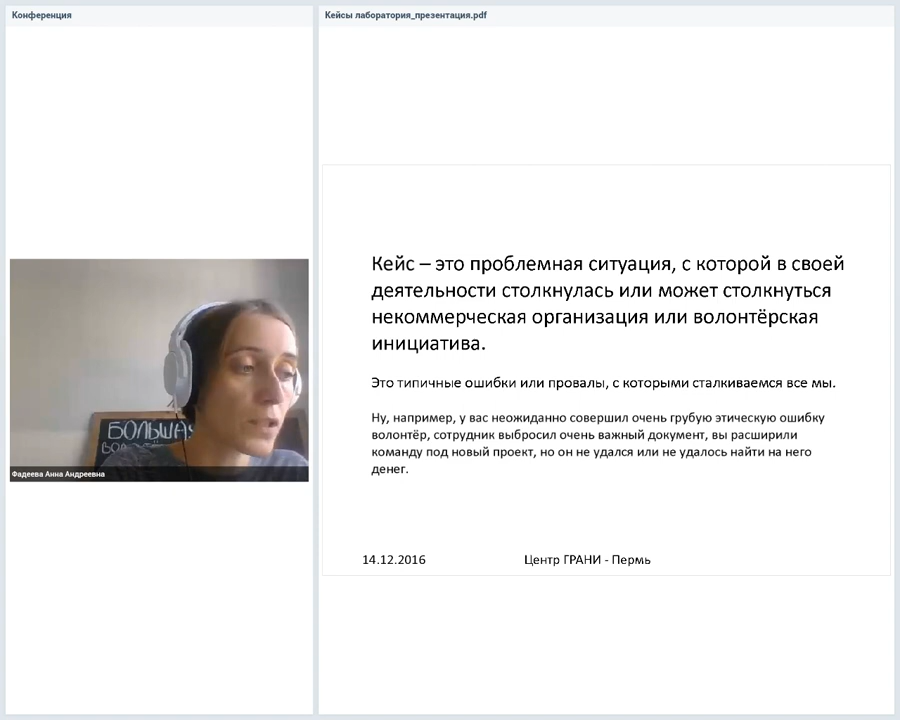 Конференция
Кейсы лаборатория_презентация.pdf
Кейс – это проблемная ситуация, с которой в своей
деятельности столкнулась или может столкнуться
некоммерческая организация или волонтёрская
инициатива.
Это типичные ошибки или провалы, с которыми сталкиваемся все мы.
Ну, например, у вас неожиданно совершил очень грубую этическую ошибку
волонтёр, сотрудник выбросил очень важный документ, вы расширили
команду под новый проект, но он не удался или не удалось найти на него
денег.
14.12.2016
Центр ГРАНИ - Пермь
БОЛЬША
Фадеева Анна Андреевна